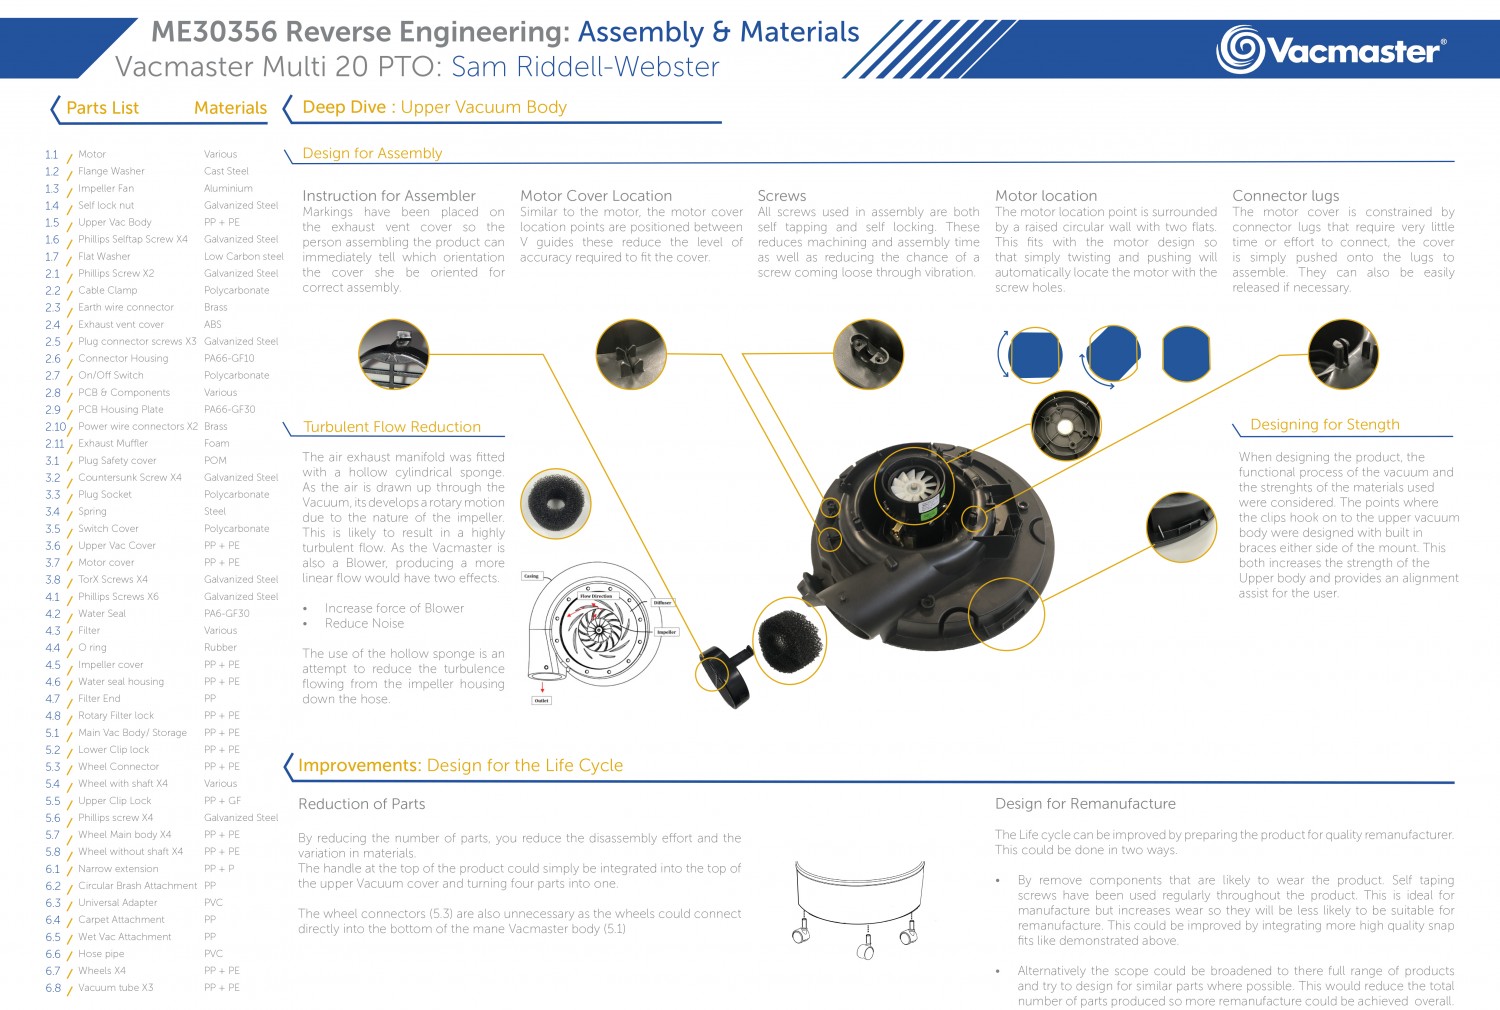 ME30356 Reverse Engineering: Assembly & Materials
Vacmaster Multi 20 PTO: Sam Riddell-Webster
Vacmaster®
Parts List Materials
1.1 / Motor Various
1.2 / Flange Washer Cast Steel
1.3 / Impeller Fan Aluminium
1.4 / Self lock nut Galvanized Steel
1.5 / Upper Vac Body PP + PE
1.6 / Phillips Selftap Screw X4 Galvanized Steel
1.7 / Flat Washer Low Carbon steel
2.1 / Phillips Screw X2 Galvanized Steel
2.2 / Cable Clamp Polycarbonate
2.3 / Earth wire connector Brass
2.4 / Exhaust vent cover ABS
2.5 / Plug connector screws X3 Galvanized Steel
2.6 / Connector Housing PA66-GF10
2.7 / On/Off Switch Polycarbonate
2.8 / PCB & Components Various
2.9 / PCB Housing Plate PA66-GF30
2.10 / Power wire connectors X2 Brass
2.11 / Exhaust Muffler Foam
3.1 / Plug Safety cover POM
3.2 / Countersunk Screw X4 Galvanized Steel
3.3 / Plug Socket Polycarbonate
3.4 / Spring Steel
3.5 / Switch Cover Polycarbonate
3.6 / Upper Vac Cover PP + PE
3.7 / Motor cover PP + PE
3.8 / TorX Screws X4 Galvanized Steel
4.1 / Phillips Screws X6 Galvanized Steel
4.2 / Water Seal PA6-GF30
4.3 / Filter Various
4.4 / O ring Rubber
4.5 / Impeller cover PP + PE
4.6 / Water seal housing PP + PE
4.7 / Filter End PP
4.8 / Rotary Filter lock PP + PE
5.1 / Main Vac Body/ Storage PP + PE
5.2 / Lower Clip lock PP + PE
5.3 / Wheel Connector PP + PE
5.4 / Wheel with shaft X4 Various
5.5 / Upper Clip Lock PP + GF
5.6 / Phillips screw X4 Galvanized Steel
5.7 / Wheel Main body X4 PP + PE
5.8 / Wheel without shaft X4 PP + PE
6.1 / Narrow extension PP + P
6.2 / Circular Brash Attachment PP
6.3 / Universal Adapter PVC
6.4 / Carpet Attachment PP
6.5 / Wet Vac Attachment PP
6.6 / Hose pipe PVC
6.7 / Wheels X4 PP + PE
6.8 / Vacuum tube X3 PP + PE
Deep Dive : Upper Vacuum Body
Design for Assembly
Instruction for Assembler
Markings have been placed on
the exhaust vent cover so the
person assembling the product can
immediately tell which orientation
the cover she be oriented for
correct assembly.
Motor Cover Location
Similar to the motor, the motor cover
location points are positioned between
V guides these reduce the level of
accuracy required to fit the cover.
Screws
All screws used in assembly are both
self tapping and self locking. These
reduces machining and assembly time
as well as reducing the chance of a
screw coming loose through vibration.
Motor location
The motor location point is surrounded
by a raised circular wall with two flats.
This fits with the motor design so
that simply twisting and pushing will
automatically locate the motor with the
screw holes.
Connector lugs
The motor cover is constrained by
connector lugs that require very little
time or effort to connect, the cover
is simply pushed onto the lugs to
assemble. They can also be easily
released if necessary.
Turbulent Flow Reduction
The air exhaust manifold was fitted
with a hollow cylindrical sponge.
As the air is drawn up through the
Vacuum, its develops a rotary motion
due to the nature of the impeller.
This is likely to result in a highly
turbulent flow. As the Vacmaster is
also a Blower, producing a more
linear flow would have two effects.
• Increase force of Blower
• Reduce Noise
The use of the hollow sponge is an
attempt to reduce the turbulence
flowing from the impeller housing
down the hose.
Casing
Flow Direction
Diffuser
Impeller
Outlet
Designing for Stength
When designing the product, the
functional process of the vacuum and
the strenghts of the materials used
were considered. The points where
the clips hook on to the upper vacuum
body were designed with built in
braces either side of the mount. This
both increases the strength of the
Upper body and provides an alignment
assist for the user.
Improvements: Design for the Life Cycle
Reduction of Parts
By reducing the number of parts, you reduce the disassembly effort and the
variation in materials.
The handle at the top of the product could simply be integrated into the top of
the upper Vacuum cover and turning four parts into one.
The wheel connectors (5.3) are also unnecessary as the wheels could connect
directly into the bottom of the mane Vacmaster body (5.1)
Design for Remanufacture
The Life cycle can be improved by preparing the product for quality remanufacturer.
This could be done in two ways.
• By remove components that are likely to wear the product. Self taping
screws have been used regularly throughout the product. This is ideal for
manufacture but increases wear so they will be less likely to be suitable for
remanufacture. This could be improved by integrating more high quality snap
fits like demonstrated above.
• Alternatively the scope could be broadened to there full range of products
and try to design for similar parts where possible. This would reduce the total
number of parts produced so more remanufacture could be achieved overall.